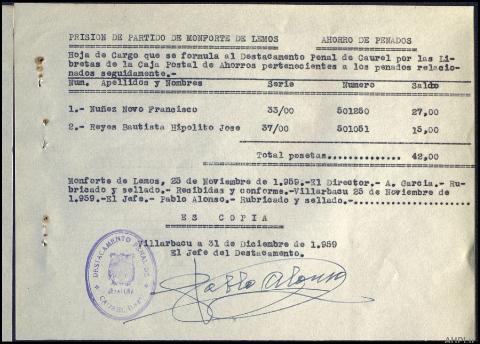 PRISION DE PARTIDO DE MONFORTE DE LEMOS AHORRO DE PENADOS
Hoja de Cargo que se formula al Destacamento Penal de Caurel por las Li-
bretas de la Caja Postal de Ahorros pertenecientes a los penados relacio-
nados seguidamente.-
Num. Apellidos y Nombres Serie Numero Saldo
1.- Nuñez Novo Francisco 33/00 501250 27,00
2.- Reyes Bautista Hipolito Jose 37/00 501051 15,00
Total pesetas............... 42,00
Monforte de Lemos, 23 de Noviembre de 1.959.-El Director.- A. Garcia.- Ru-
bricado y sellado.- Recibidas y conforme.-Villarbacu 25 de Noviembre de
1.959.-El Jefe.- Pablo Alonso.- Rubricado y sellado.-
ES COPIA
Villarbacu a 31 de Diciembre de 1.959
El Jefe del Destacamento.
DESTACAMENTO PENAL DE
JEFATURA
Pablo Alonso